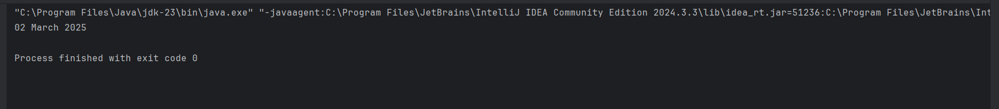 "C:\Program Files\Java\jdk-23\bin\java.exe" "-javaagent:C:\Program Files\JetBrains\IntelliJ IDEA Community Edition 2024.3.3\lib\idea_rt.jar=51236:C:\Program Files\JetBrains\Int
02 March 2025
Process finished with exit code 0